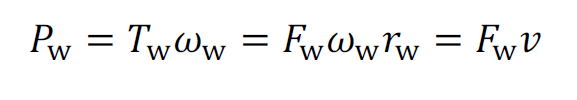 P_w = T_w ω_w = F_w ω_w r_w = F_w v